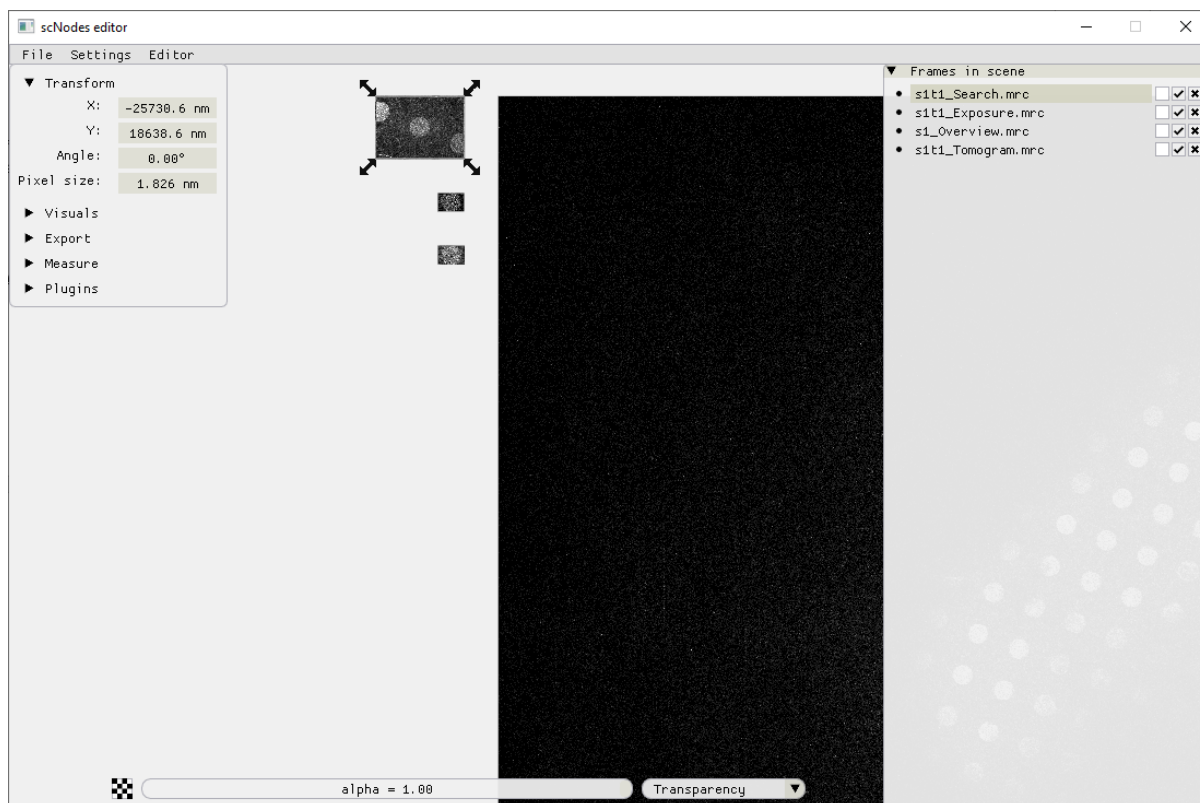 scNodes editor
File Settings Editor
Transform
X: -25730.6 nm
Y: 18638.6 nm
Angle: 0.00°
Pixel size: 1.826 nm
Visuals
Export
Measure
Plugins
Frames in scene
s1t1_Search.mrc
s1t1_Exposure.mrc
s1_Overview.mrc
s1t1_Tomogram.mrc
alpha = 1.00
Transparency